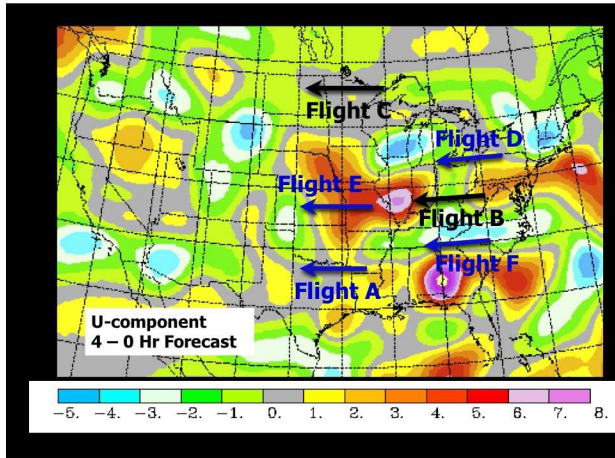 Flight C
Flight D
Flight E
Flight B
Flight F
Flight A
U-component
4 – 0 Hr Forecast
-5. -4. -3. -2. -1. 0. 1. 2. 3. 4. 5. 6. 7. 8.